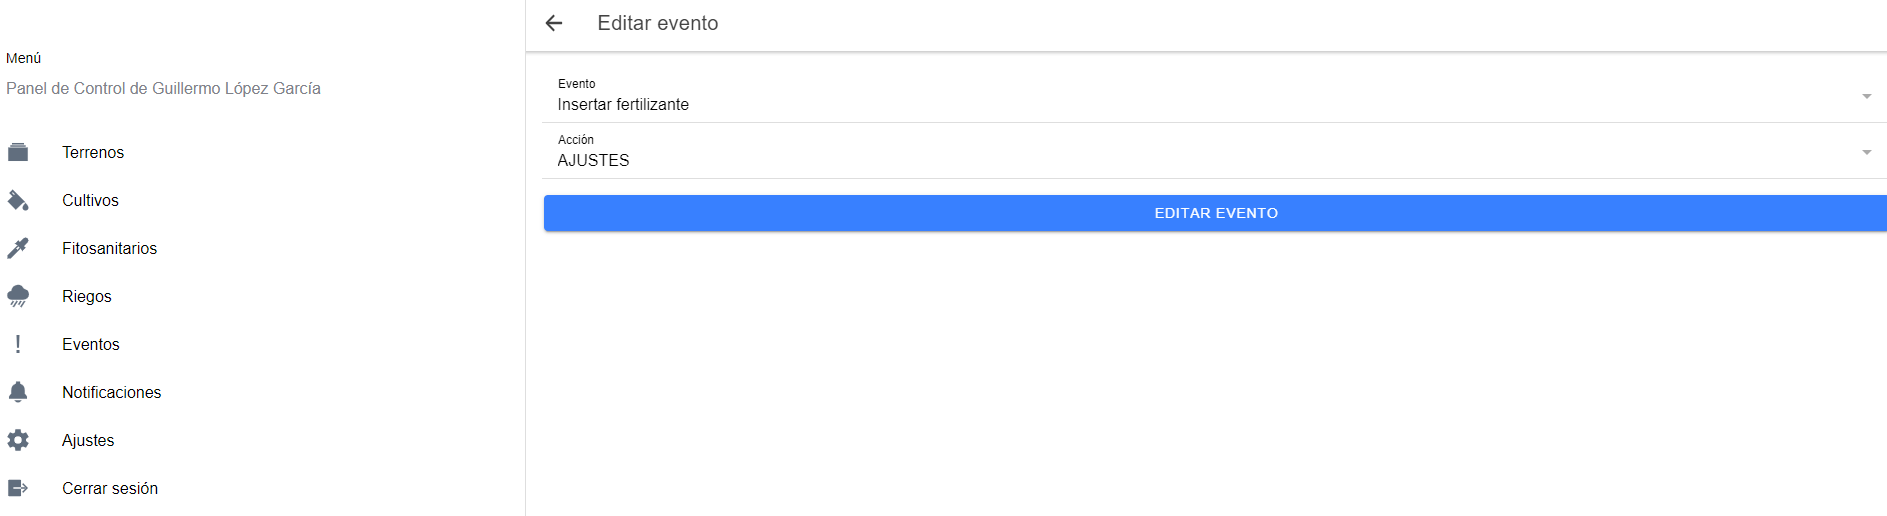 Menú
Panel de Control de Guillermo López García
Terrenos
Cultivos
Fitosanitarios
Riegos
Eventos
Notificaciones
Ajustes
Cerrar sesión
Editar evento
Evento
Insertar fertilizante
Acción
AJUSTES
EDITAR EVENTO